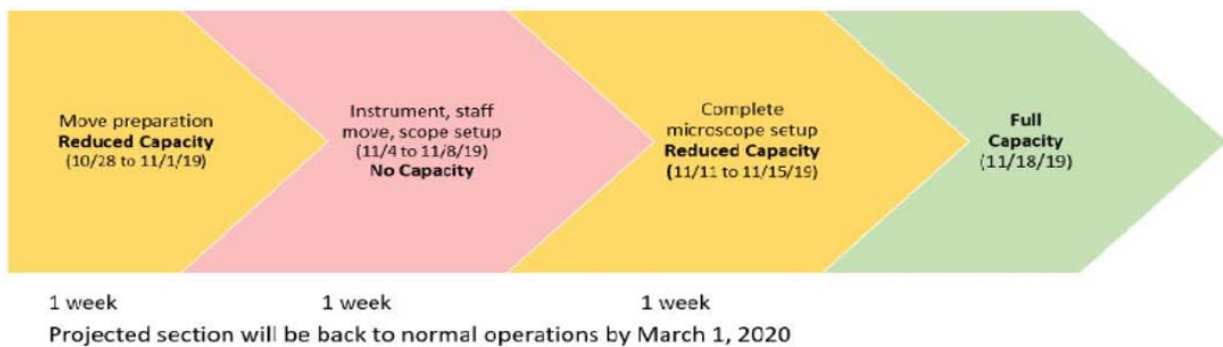 Move preparation
Reduced Capacity
(10/28 to 11/1/19)
Instrument, staff
move, scope setup
(11/4 to 11/8/19)
No Capacity
Complete
microscope setup
Reduced Capacity
(11/11 to 11/15/19)
Full
Capacity
(11/18/19)
1 week
1 week
1 week
Projected section will be back to normal operations by March 1, 2020